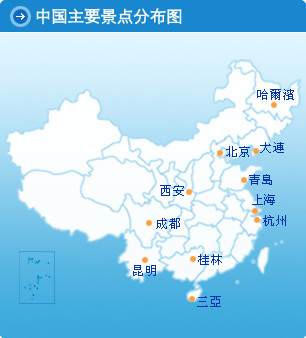 中国主要景点分布图
哈爾濱
北京
大連
青島
西安
上海
成都
杭州
昆明
桂林
三亞